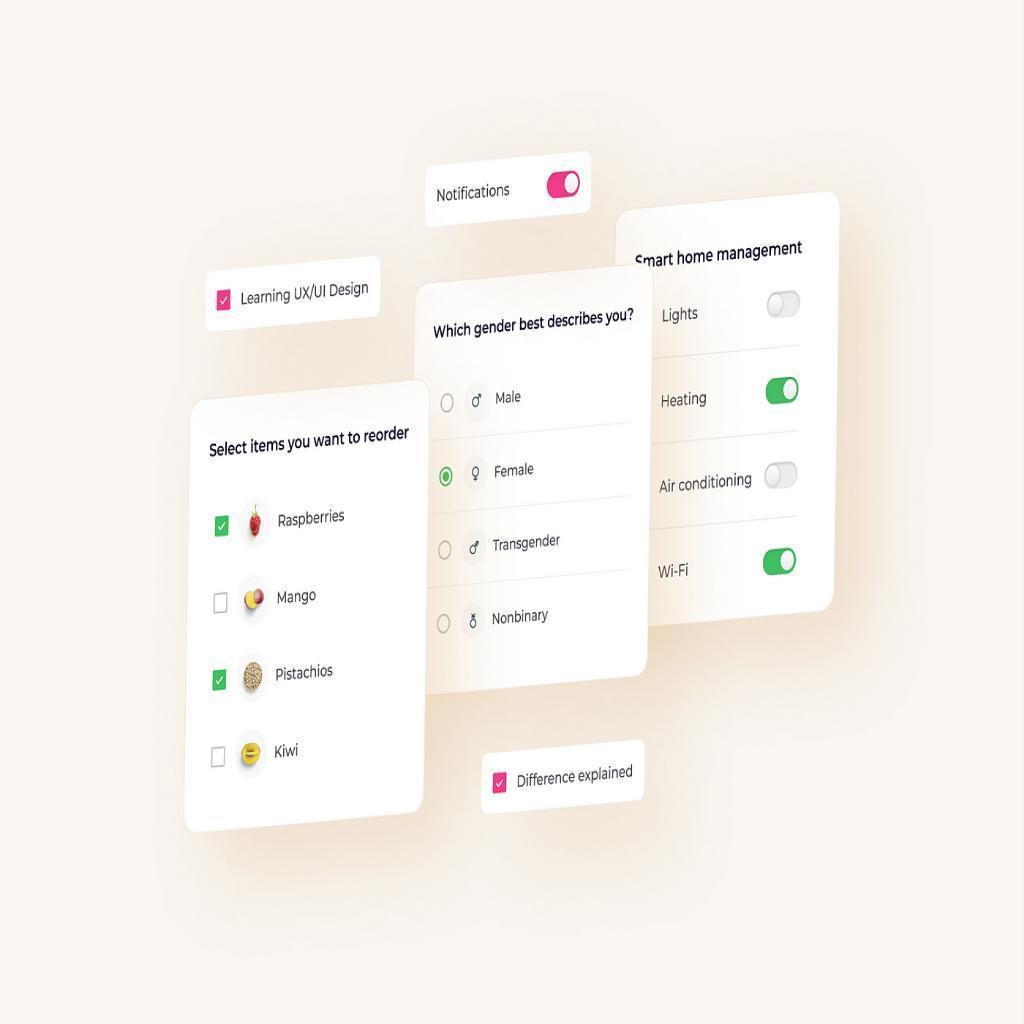 Notifications
Learning UX/UI Design
Smart home management
Lights
Heating
Air conditioning
Wi-Fi
Which gender best describes you?
Male
Female
Transgender
Nonbinary
Select items you want to reorder
Raspberries
Mango
Pistachios
Kiwi
Difference explained